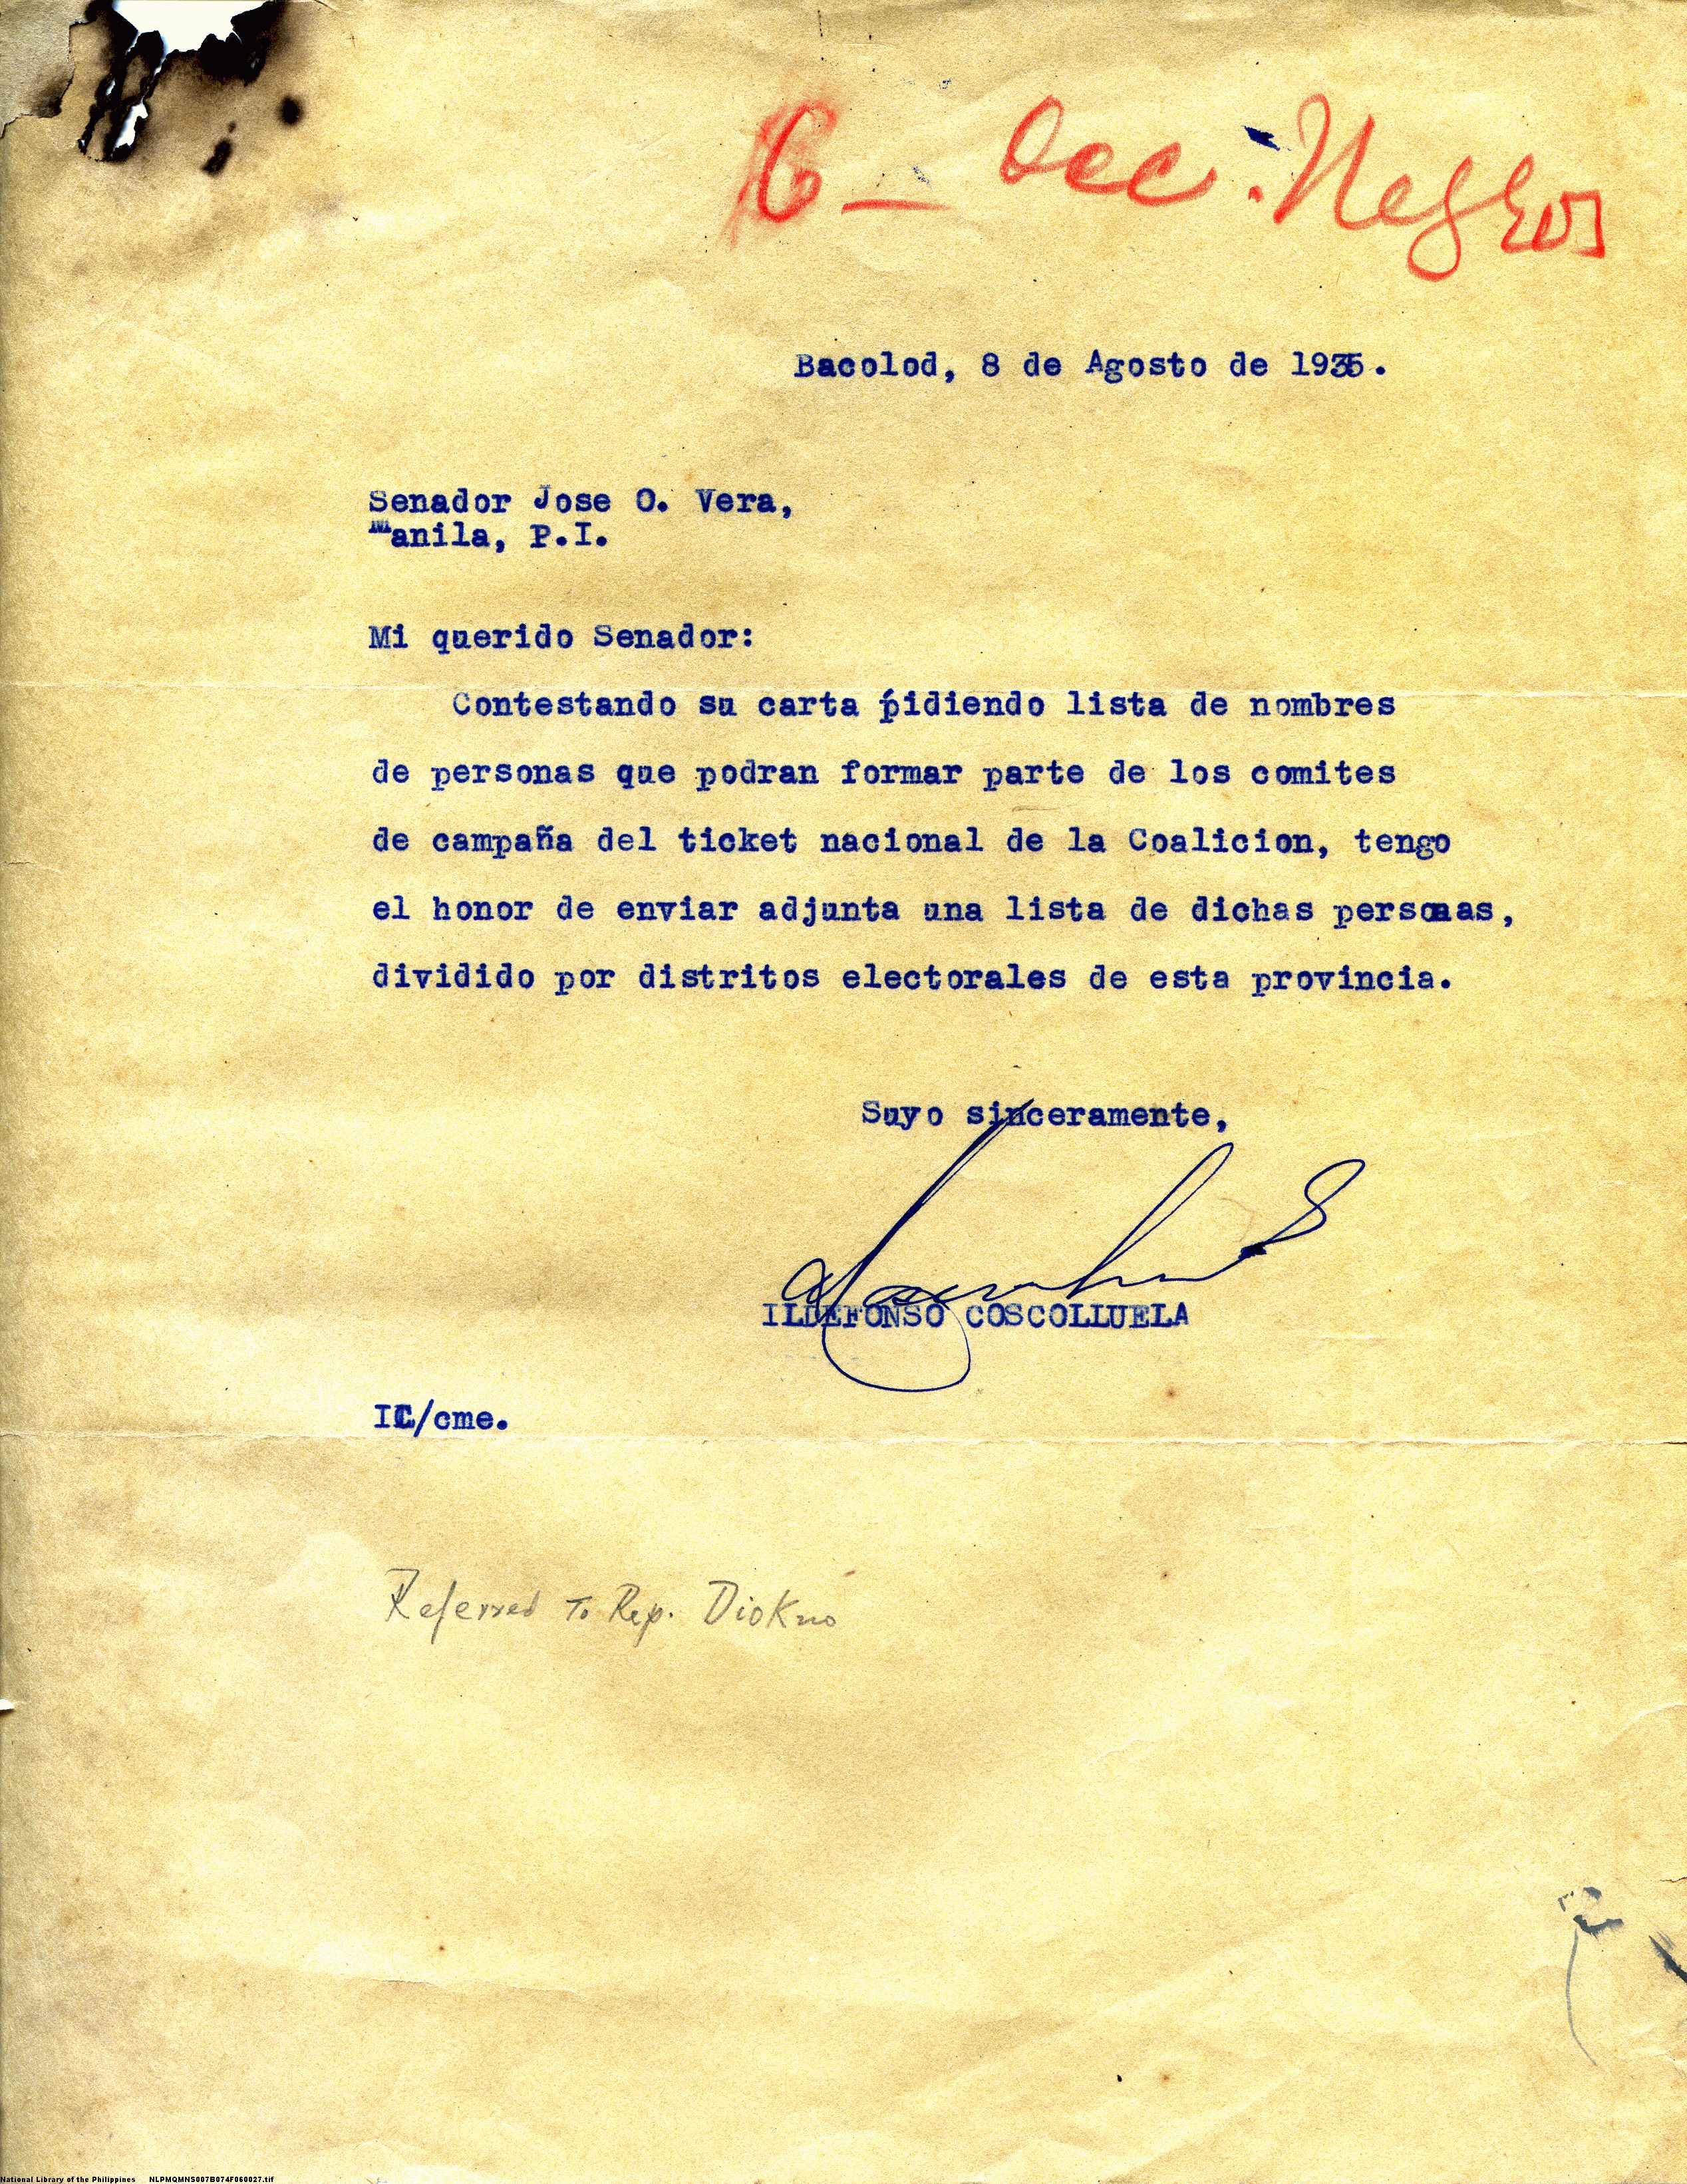 6 - Occ. Negros
Bacolod, 8 de Agosto de 1935.
Senador Jose O. Vera,
Manila, P.I.
Mi querido Senador:
Contestando su carta pidiendo lista de nombres
de personas que podran formar parte de los comites
de campaña del ticket nacional de la Coalicion, tengo
el honor de enviar adjunta una lista de dichas personas,
dividido por distritos electorales de esta provincia.
Suyo sinceramente,
ILDEFONSO COSCOLLUELA
IC/cme.
Referred to Rep. Diokno
National Library of the Philippines NLPMQMNS007B074F060027.tif